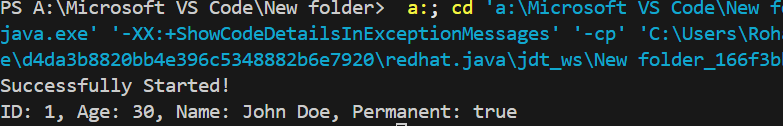 PS A:\Microsoft VS Code\New folder>  a:; cd 'a:\Microsoft VS Code\New fo
java.exe' '-XX:+ShowCodeDetailsInExceptionMessages' '-cp' 'C:\Users\Roh
e\d4da3b8820bb4e396c5348882b6e7920\redhat.java\jdt_ws\New folder_166f3b
Successfully Started!
ID: 1, Age: 30, Name: John Doe, Permanent: true